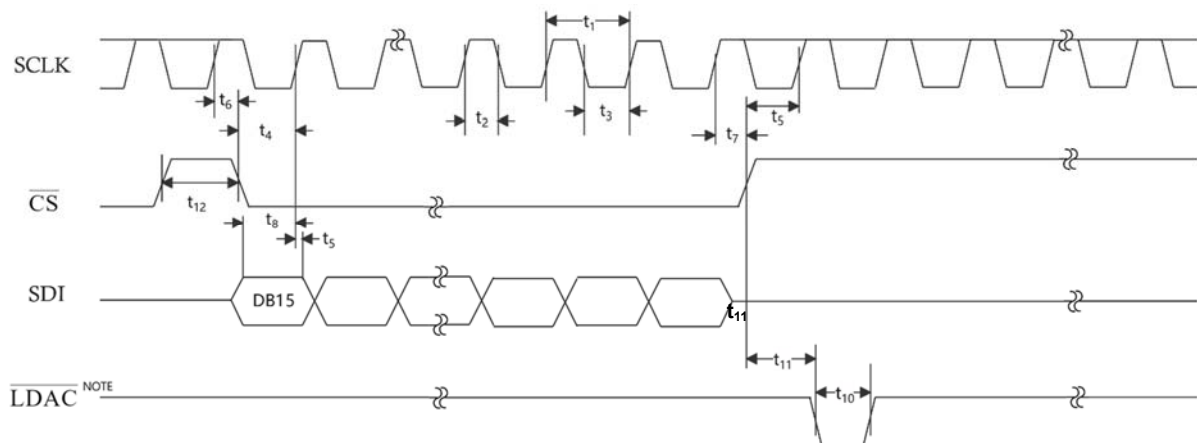 t₁
SCLK
t₆
t₂
t₃
t₅
t₄
t₇
CS
t₁₂
t₈
t₅
SDI
DB15
t₁₁
t₁₁
LDAC NOTE
t₁₀